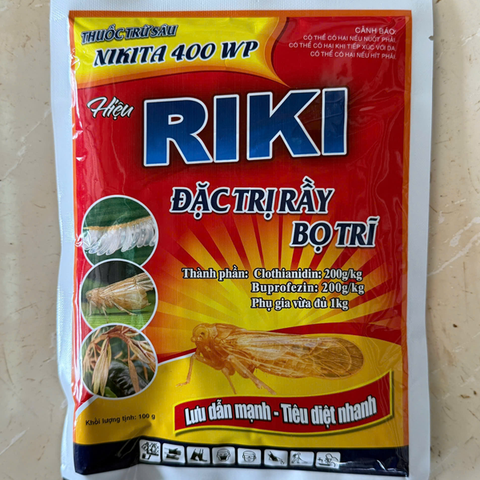 THUỐC TRỪ SÂU
NIKITA 400 WP
CẢNH BÁO:
CÓ THỂ CÓ HẠI NẾU NUỐT PHẢI
CÓ THỂ CÓ HẠI KHI TIẾP XÚC VỚI DA
CÓ THỂ CÓ HẠI NẾU HÍT PHẢI
Hiệu
RIKI
ĐẶC TRỊ RẦY
BỌ TRĨ
Thành phần: Clothianidin: 200g/kg
Buprofezin: 200g/kg
Phụ gia vừa đủ 1kg
Lưu dẫn mạnh - Tiêu diệt nhanh
Khối lượng tịnh: 100 g